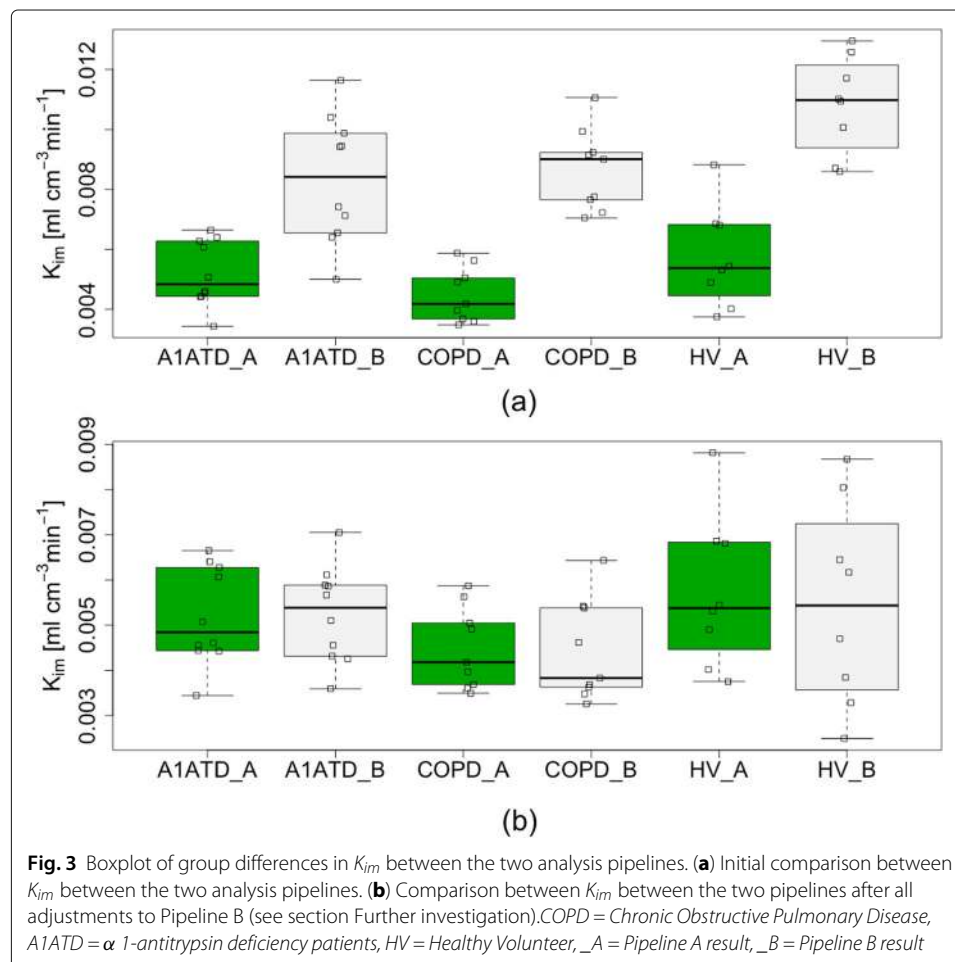 0.012
0.008
0.004
K_im [ml cm⁻³min⁻¹]
A1ATD_A A1ATD_B COPD_A COPD_B HV_A HV_B
(a)
0.009
0.007
0.005
0.003
K_im [ml cm⁻³min⁻¹]
A1ATD_A A1ATD_B COPD_A COPD_B HV_A HV_B
(b)
Fig. 3 Boxplot of group differences in K_im between the two analysis pipelines. (a) Initial comparison between
K_im between the two analysis pipelines. (b) Comparison between K_im between the two pipelines after all
adjustments to Pipeline B (see section Further investigation).COPD = Chronic Obstructive Pulmonary Disease,
A1ATD = α 1-antitrypsin deficiency patients, HV = Healthy Volunteer, _A = Pipeline A result, _B = Pipeline B result